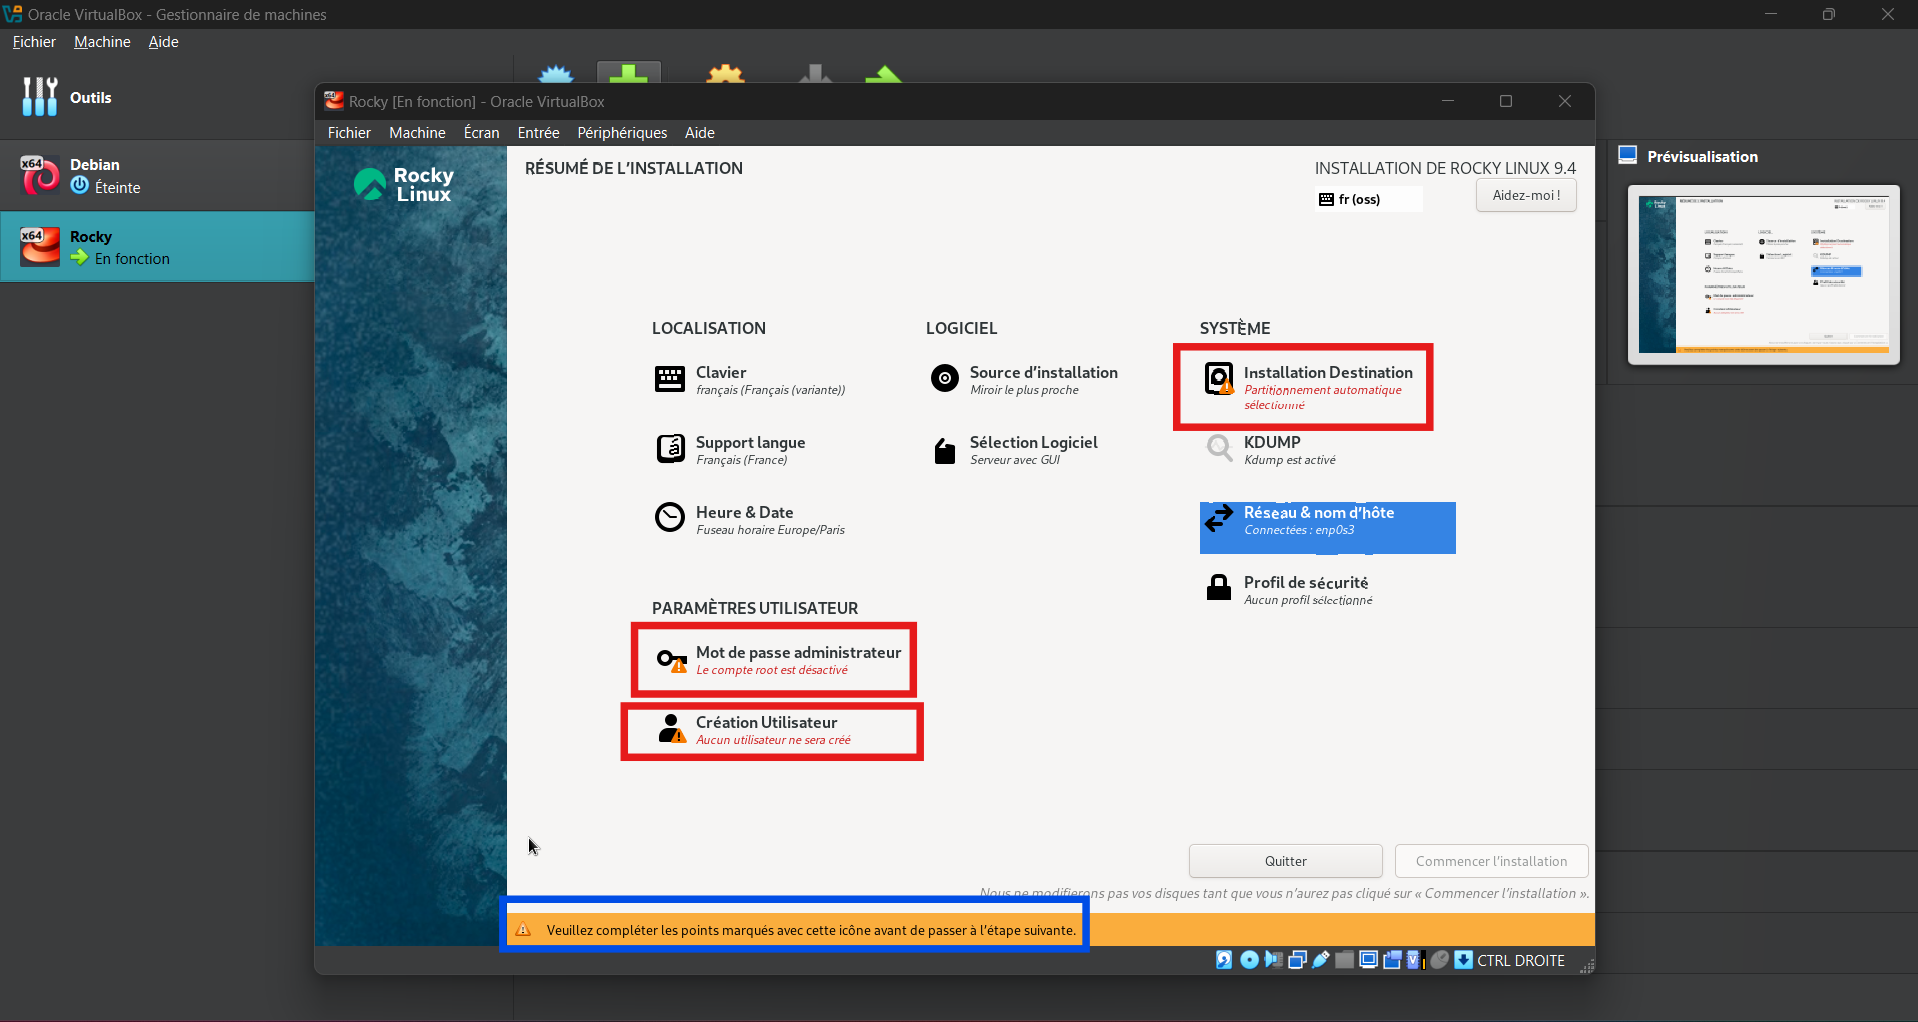 Oracle VirtualBox - Gestionnaire de machines
Fichier Machine Aide
Outils
x64 Debian
Éteinte
x64 Rocky
En fonction
Rocky [En fonction] - Oracle VirtualBox
Fichier Machine Écran Entrée Périphériques Aide
Rocky
Linux
RÉSUMÉ DE L'INSTALLATION
INSTALLATION DE ROCKY LINUX 9.4
fr (oss)
Aidez-moi !
LOCALISATION
Clavier
français (Français (variante))
Support langue
Français (France)
Heure & Date
Fuseau horaire Europe/Paris
LOGICIEL
Source d'installation
Miroir le plus proche
Sélection Logiciel
Serveur avec GUI
SYSTÈME
Installation Destination
Partitionnement automatique
sélectionné
KDUMP
Kdump est activé
Réseau & nom d'hôte
Connectées : enp0s3
Profil de sécurité
Aucun profil sélectionné
PARAMÈTRES UTILISATEUR
Mot de passe administrateur
Le compte root est désactivé
Création Utilisateur
Aucun utilisateur ne sera créé
Quitter
Commencer l'installation
Nous ne modifierons pas vos disques tant que vous n'aurez pas cliqué sur « Commencer l'installation ».
Veuillez compléter les points marqués avec cette icône avant de passer à l'étape suivante.
CTRL DROITE
Prévisualisation